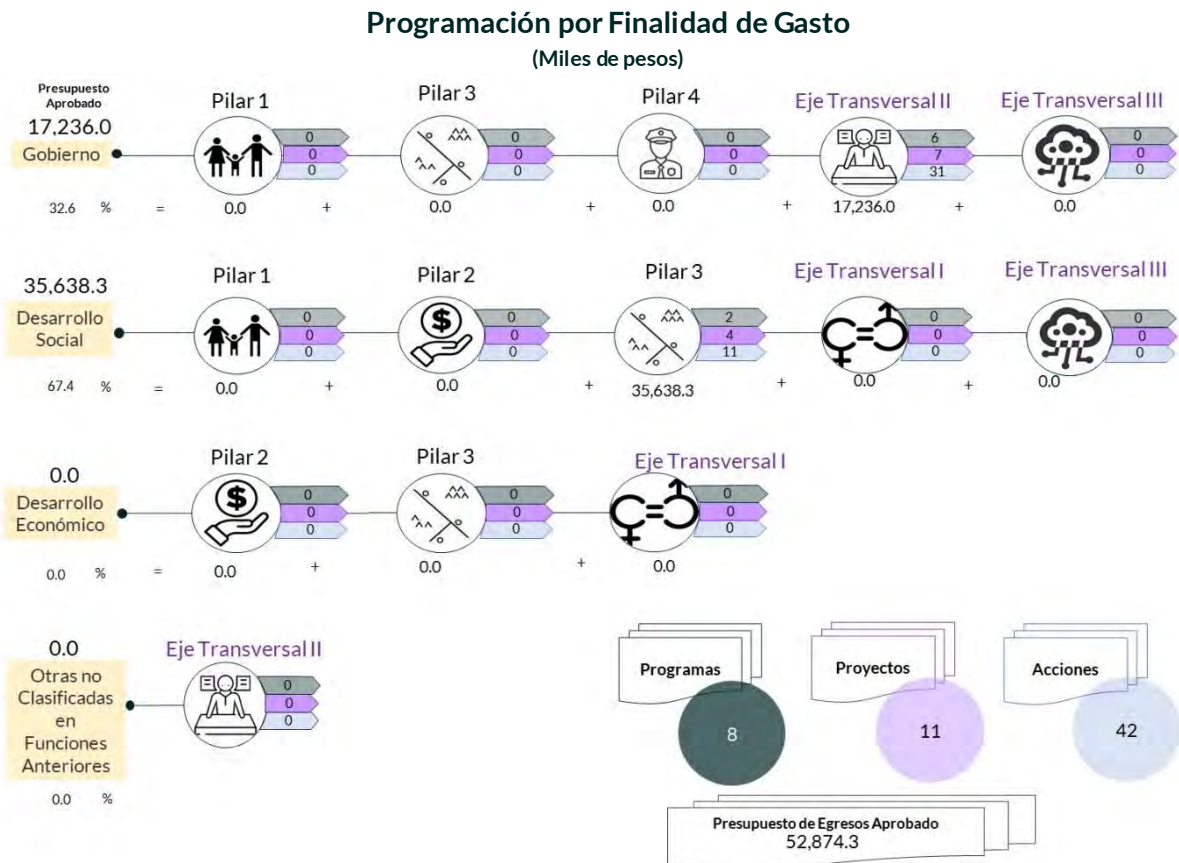 Programación por Finalidad de Gasto
(Miles de pesos)
Presupuesto
Aprobado
17,236.0
Gobierno
32.6 %
=
Pilar 1
0
0
0
0.0
+
Pilar 3
0
0
0
0.0
+
Pilar 4
0
0
0
0.0
+
Eje Transversal II
6
7
31
17,236.0
+
Eje Transversal III
0
0
0
0.0
35,638.3
Desarrollo
Social
67.4 %
=
Pilar 1
0
0
0
0.0
+
Pilar 2
$
0
0
0
0.0
+
Pilar 3
2
4
11
35,638.3
+
Eje Transversal I
0
0
0
0.0
+
Eje Transversal III
0
0
0
0.0
0.0
Desarrollo
Económico
0.0 %
=
Pilar 2
$
0
0
0
0.0
+
Pilar 3
0
0
0
0.0
+
Eje Transversal I
0
0
0
0.0
0.0
Otras no
Clasificadas
en
Funciones
Anteriores
0.0 %
Eje Transversal II
0
0
0
Programas
8
Proyectos
11
Acciones
42
Presupuesto de Egresos Aprobado
52,874.3